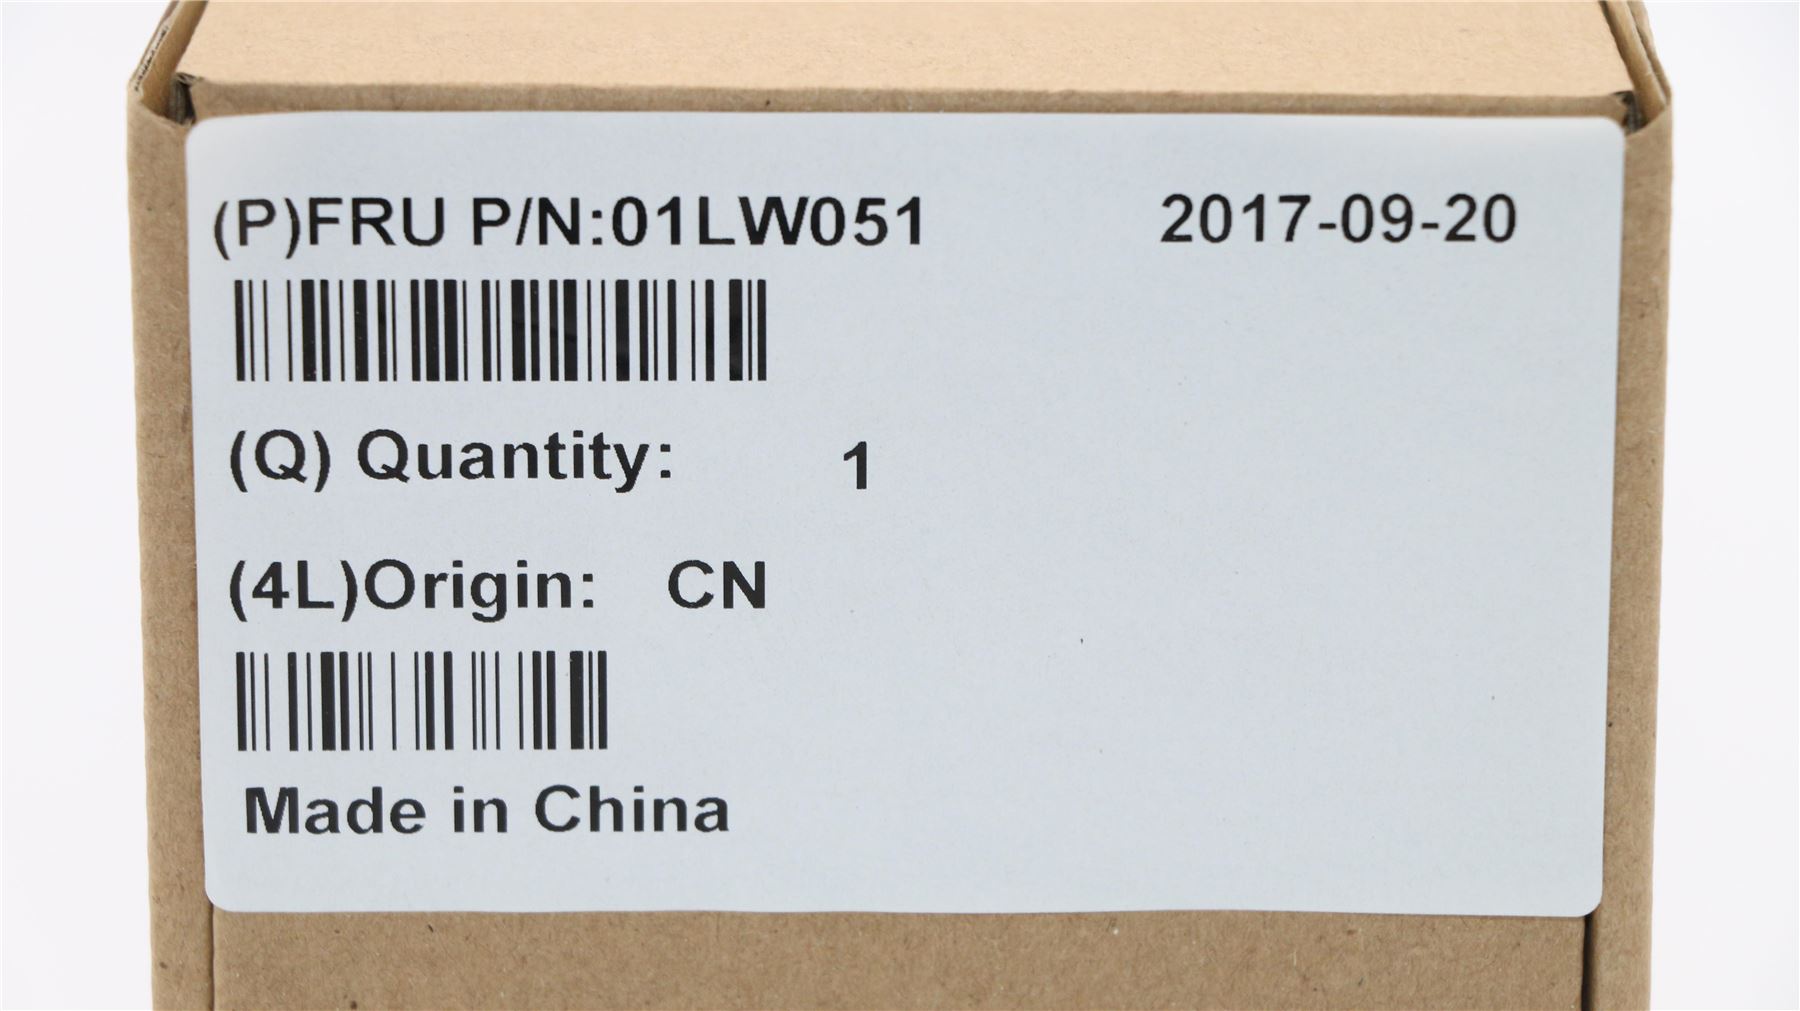 (P)FRU P/N:01LW051 2017-09-20
(Q) Quantity: 1
(4L)Origin: CN
Made in China